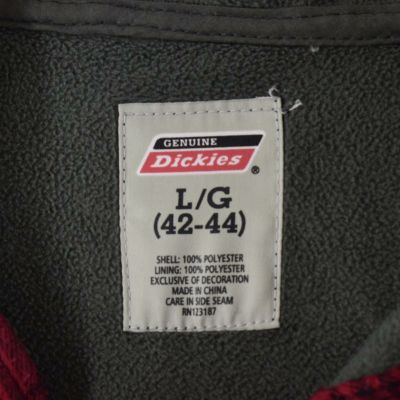 GENUINE
Dickies®
L/G
(42-44)
SHELL: 100% POLYESTER
LINING: 100% POLYESTER
EXCLUSIVE OF DECORATION
MADE IN CHINA
CARE IN SIDE SEAM
RN123187